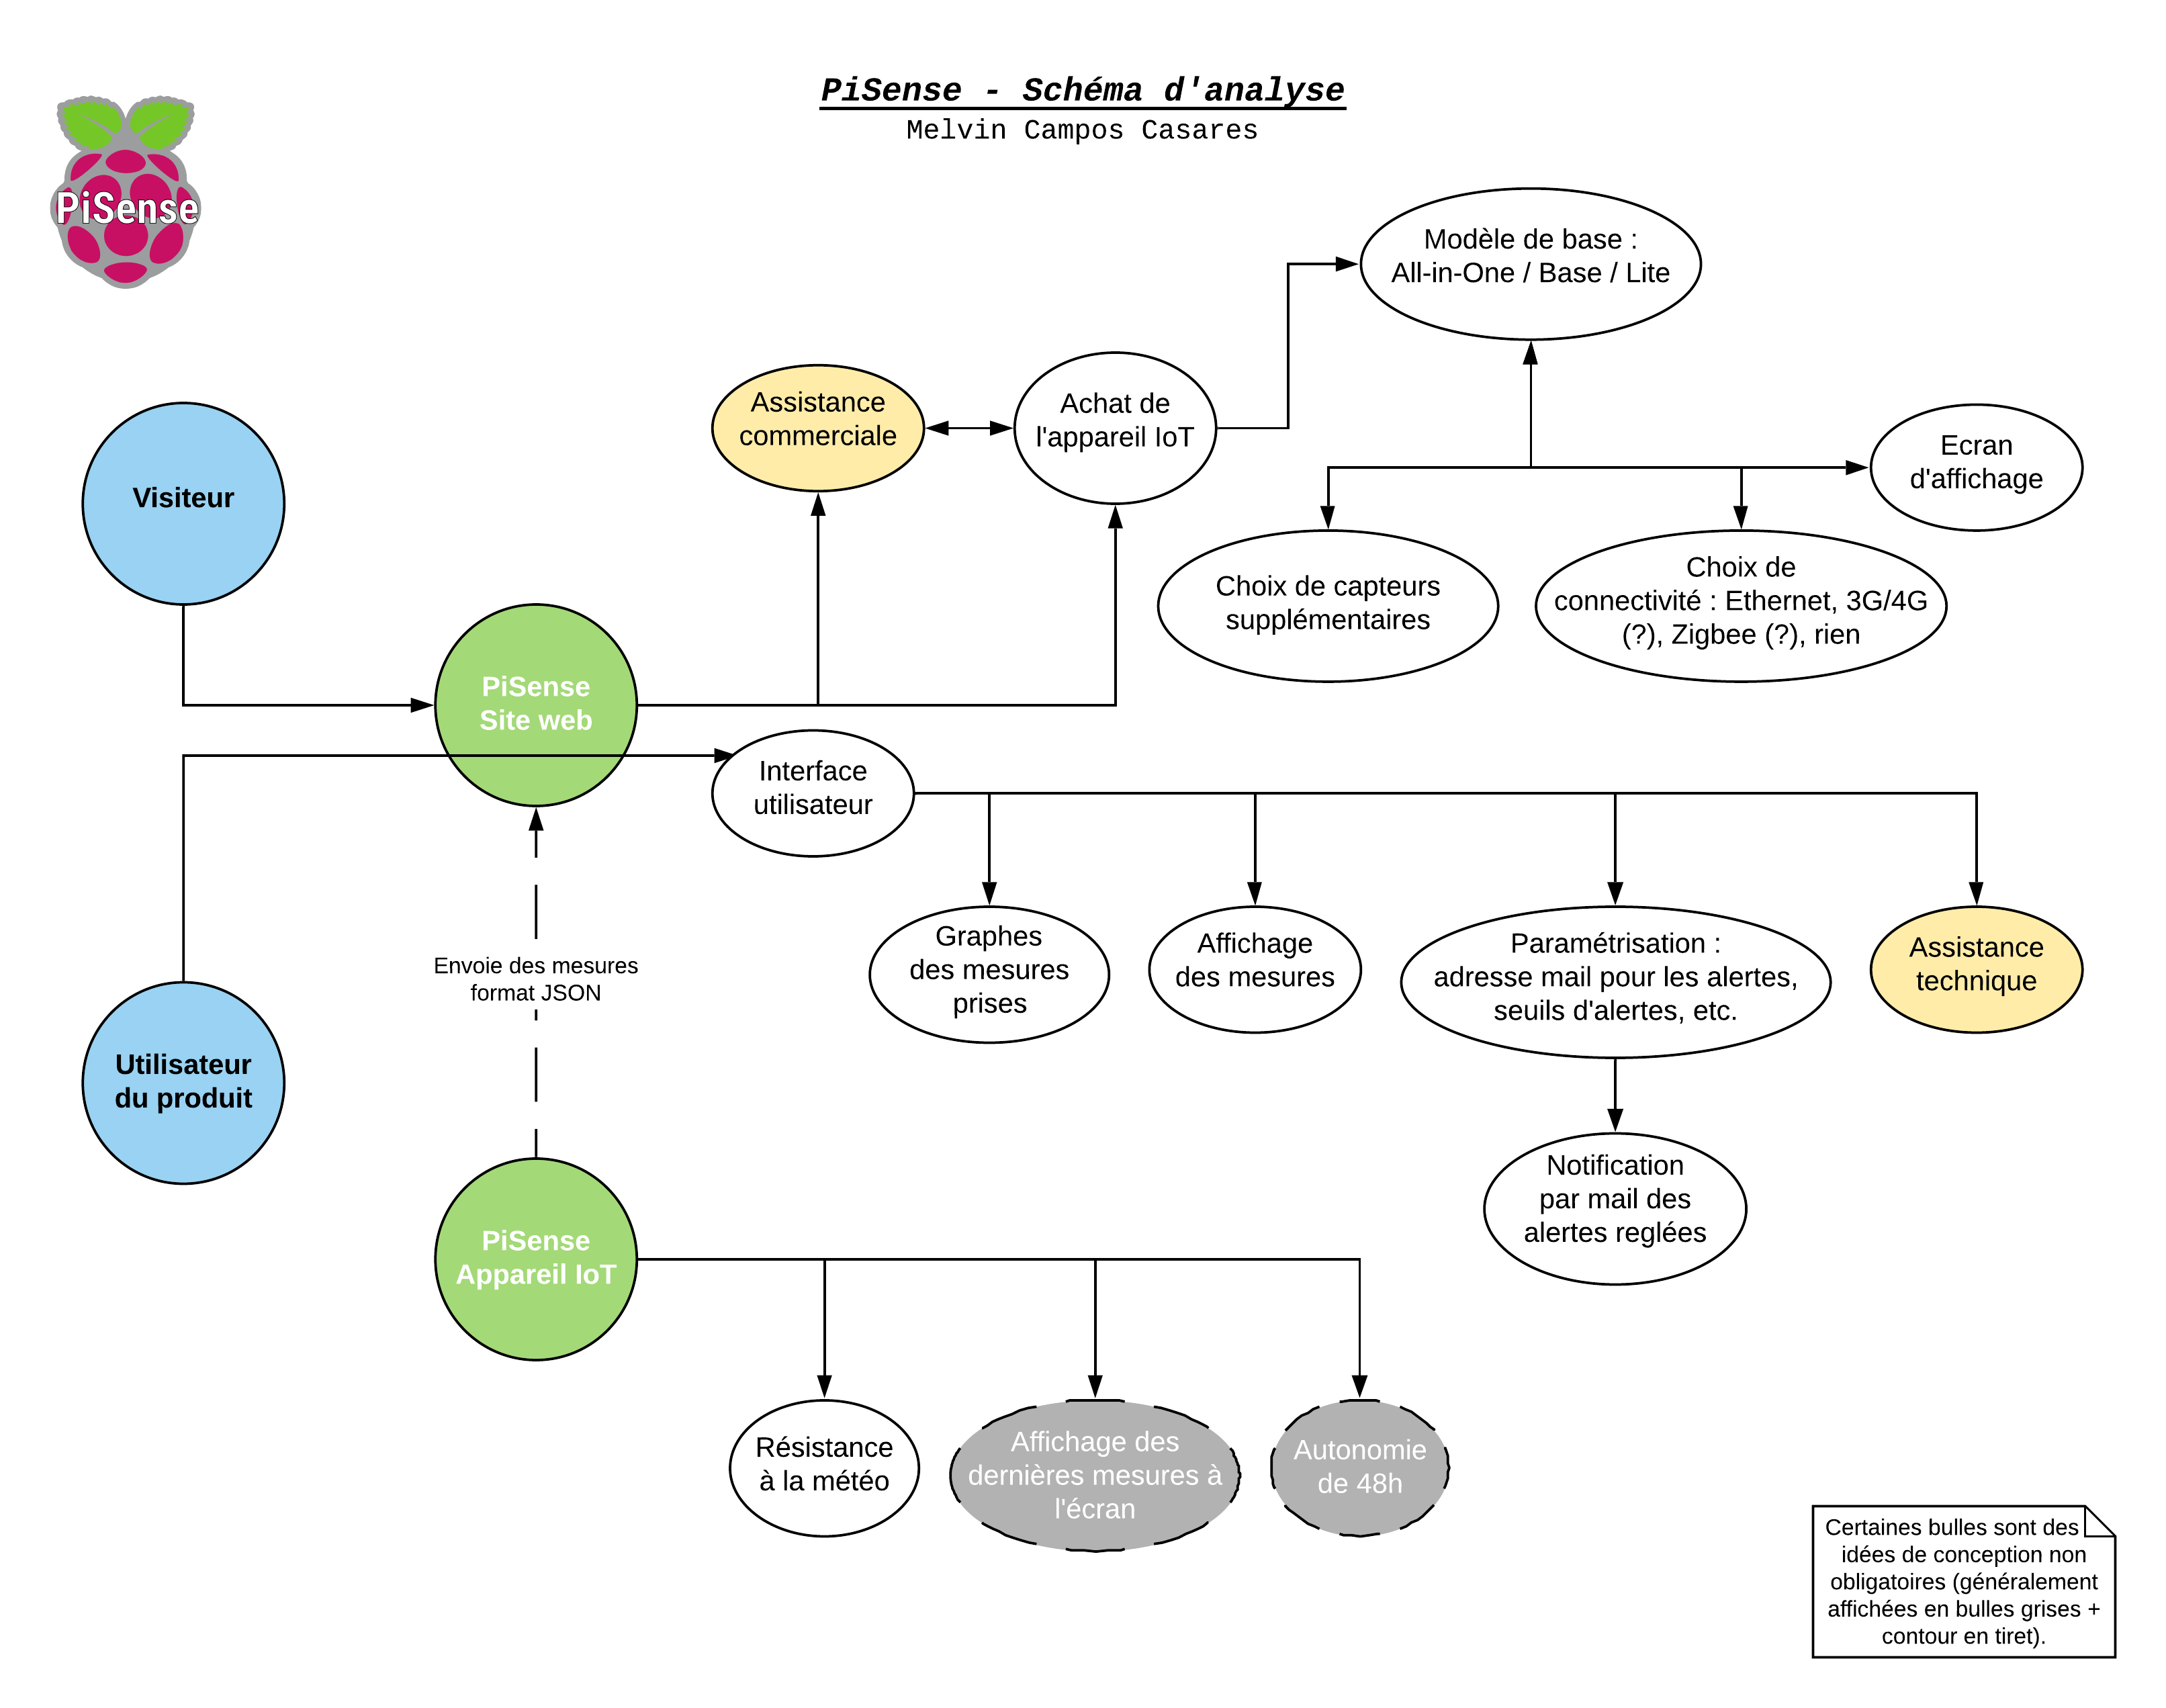 PiSense - Schéma d'analyse
Melvin Campos Casares
PiSense
Modèle de base :
All-in-One / Base / Lite
Assistance
commerciale
Achat de
l'appareil IoT
Ecran
d'affichage
Visiteur
Choix de capteurs
supplémentaires
Choix de
connectivité : Ethernet, 3G/4G
(?), Zigbee (?), rien
PiSense
Site web
Interface
utilisateur
Envoie des mesures
format JSON
Graphes
des mesures
prises
Affichage
des mesures
Paramétrisation :
adresse mail pour les alertes,
seuils d'alertes, etc.
Assistance
technique
Utilisateur
du produit
Notification
par mail des
alertes reglées
PiSense
Appareil IoT
Résistance
à la météo
Affichage des
dernières mesures à
l'écran
Autonomie
de 48h
Certaines bulles sont des
idées de conception non
obligatoires (généralement
affichées en bulles grises +
contour en tiret).